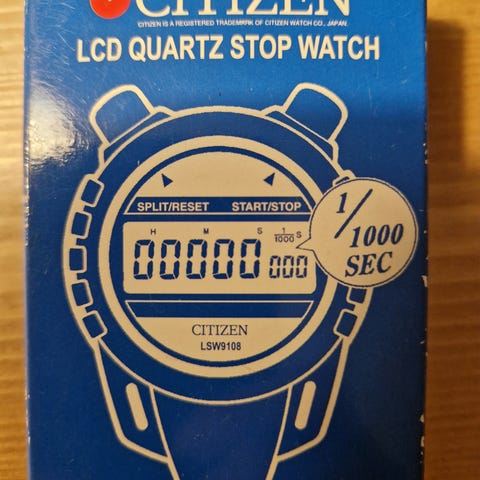 CITIZEN
CITIZEN IS A REGISTERED TRADEMARK OF CITIZEN WATCH CO., JAPAN.
LCD QUARTZ STOP WATCH
SPLIT/RESET START/STOP
H M S 1/1000 S
00000 000
1/1000
SEC
CITIZEN
LSW9108